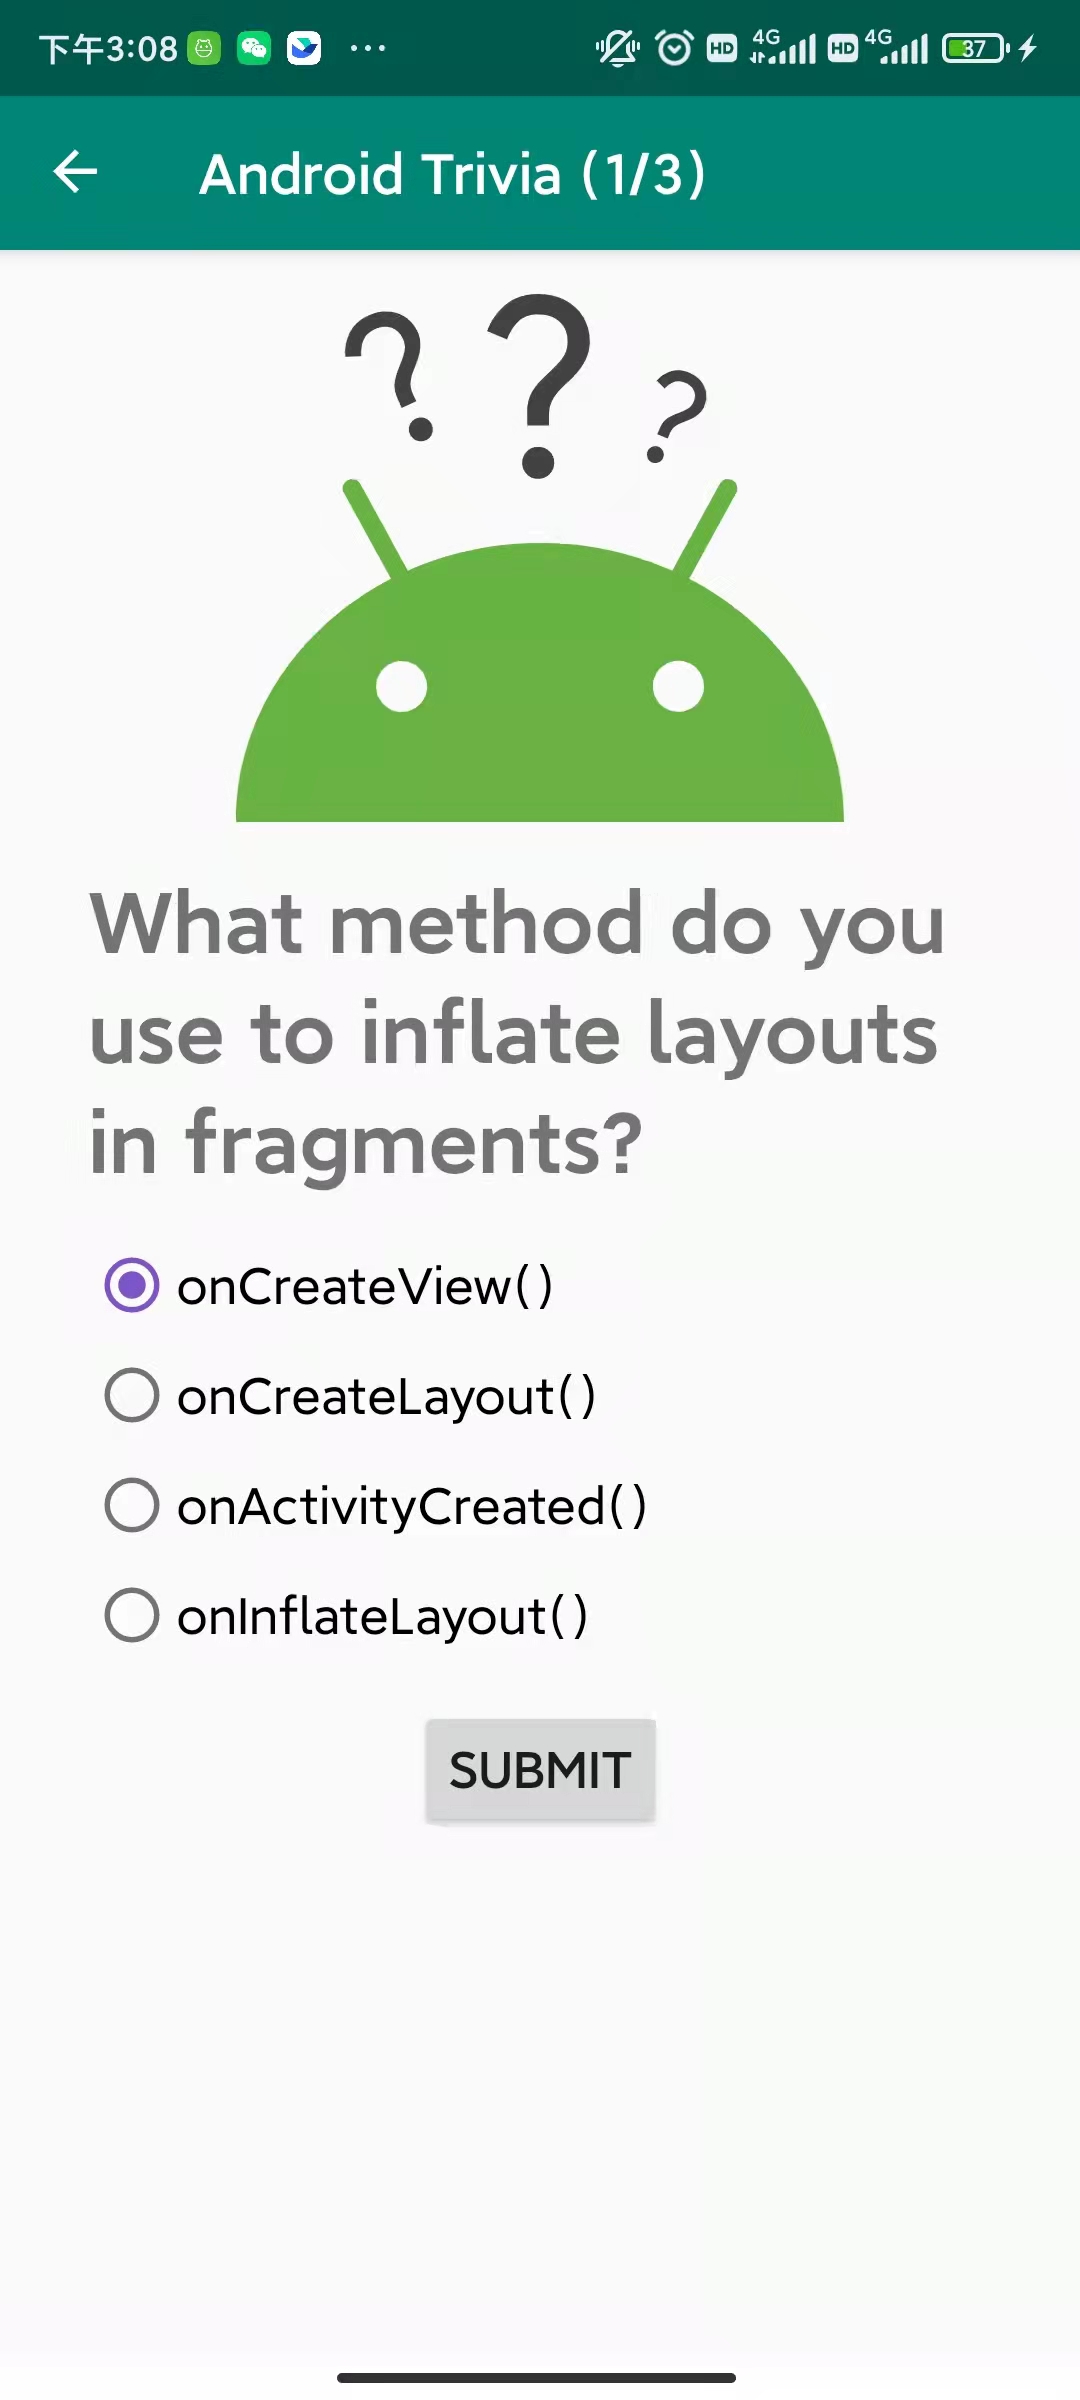 下午3:08 ... HD 4G HD 4G 37
Android Trivia (1/3)
? ? ?
What method do you
use to inflate layouts
in fragments?
onCreateView()
onCreateLayout()
onActivityCreated()
onInflateLayout()
SUBMIT